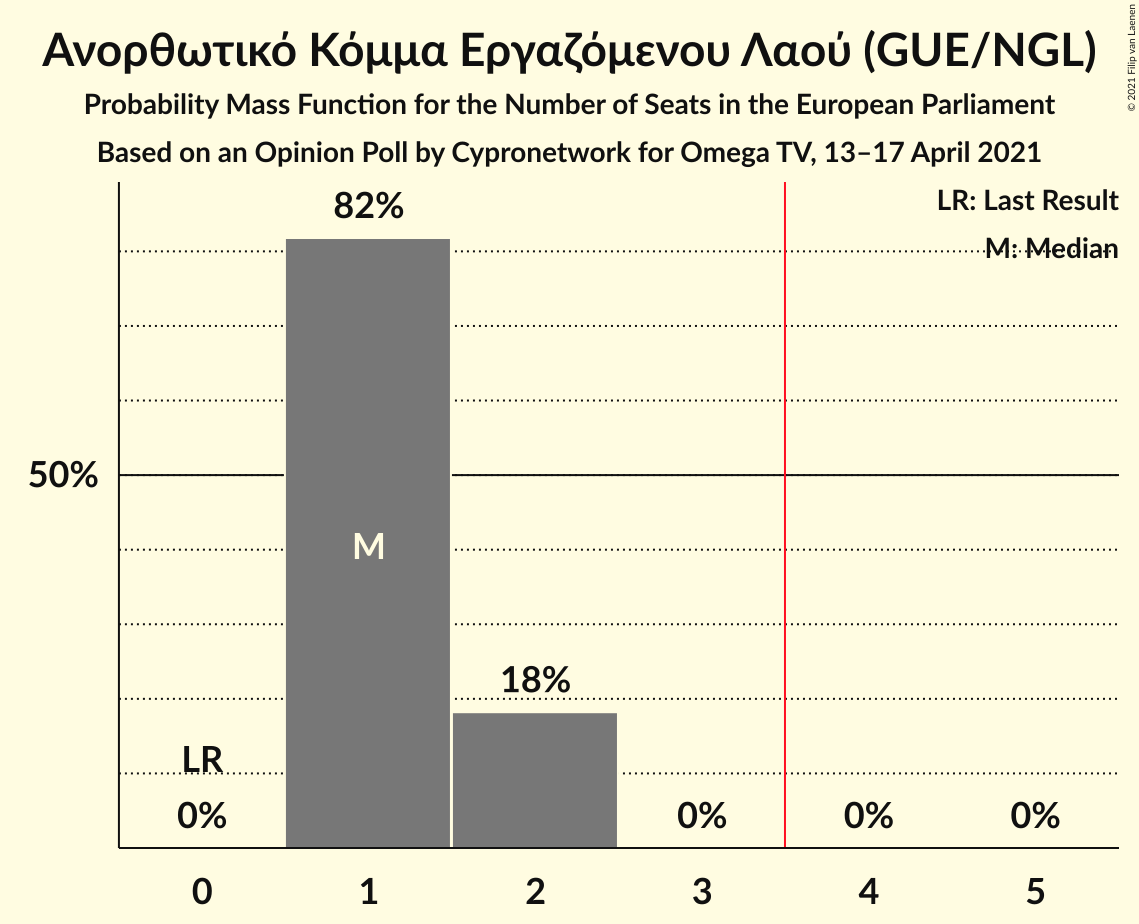 Ανορθωτικό Κόμμα Εργαζόμενου Λαού (GUE/NGL)
Probability Mass Function for the Number of Seats in the European Parliament
Based on an Opinion Poll by Cypronetwork for Omega TV, 13–17 April 2021
© 2021 Filip van Laenen
LR: Last Result
M: Median
82%
50%
M
18%
LR
0%
0%
0%
0%
0
1
2
3
4
5